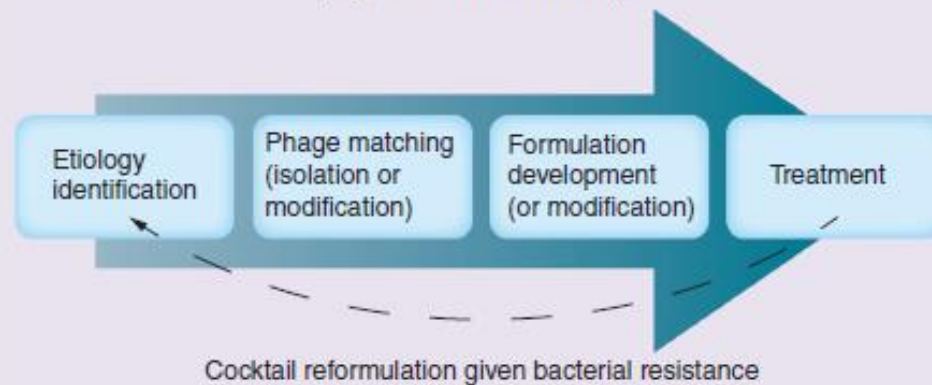 Etiology
identification
Phage matching
(isolation or
modification)
Formulation
development
(or modification)
Treatment
Cocktail reformulation given bacterial resistance